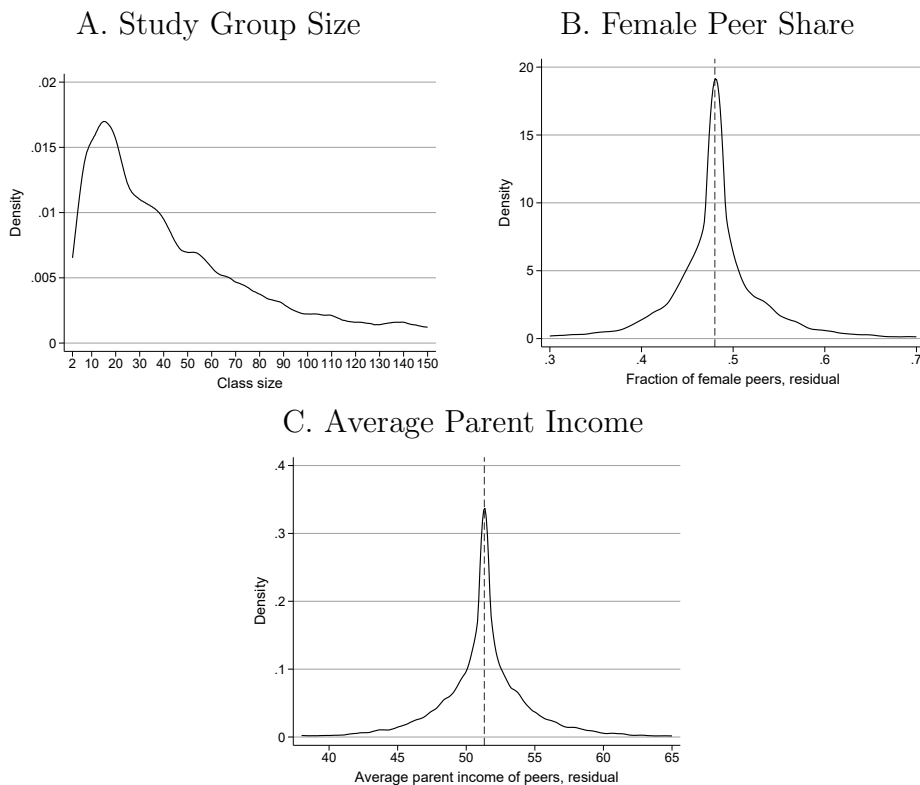 A. Study Group Size
.02
.015
.01
.005
0
Density
2 10 20 30 40 50 60 70 80 90 100 110 120 130 140 150
Class size
B. Female Peer Share
20
15
10
5
0
Density
.3 .4 .5 .6 .7
Fraction of female peers, residual
C. Average Parent Income
.4
.3
.2
.1
0
Density
40 45 50 55 60 65
Average parent income of peers, residual